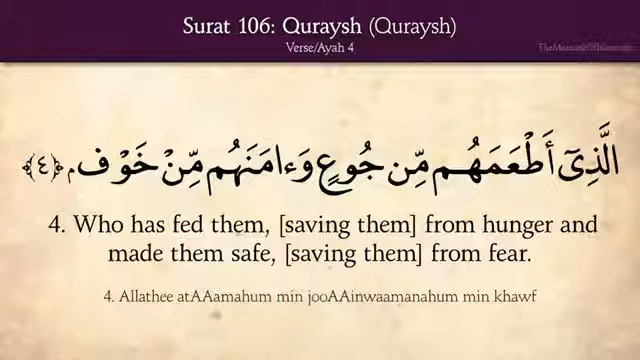 Surat 106: Quraysh (Quraysh)
Verse/Ayah 4
الَّذِىٓ أَطْعَمَهُم مِّن جُوعٍ وَءَامَنَهُم مِّنْ خَوْفٍۭ ﴿٤﴾
4. Who has fed them, [saving them] from hunger and
made them safe, [saving them] from fear.
4. Allathee atAAamahum min jooAAinwaamanahum min khawf